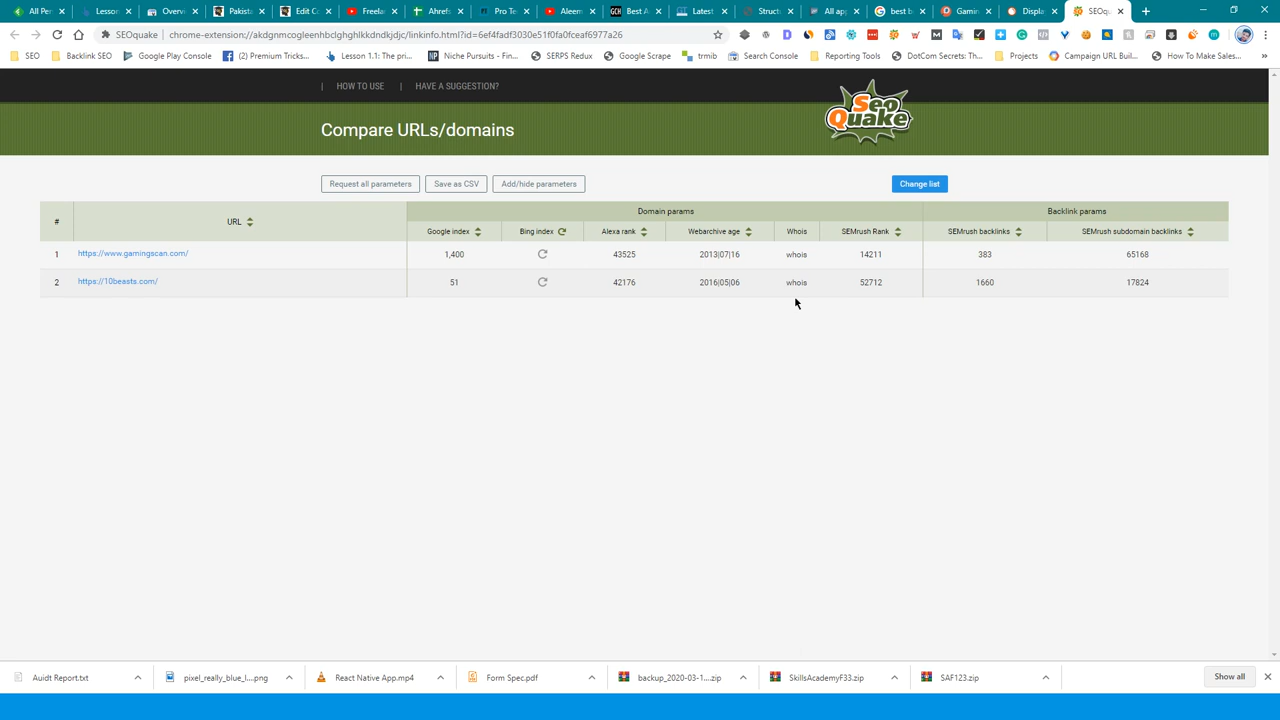 All Per
Lesson
Overvi
Pakist
Edit Co
Freela
Ahrefs
Pro To
Aleem
Best A
Latest
Struct
All ap
best b
Gamin
Displa
SEOqu
SEOquake | chrome-extension://akdgnmcogleenhbclghghlkkdndkjdjc/linkinfo.html?id=6ef4fadf3030e51f0fa0fceaf6977a26
SEO
Backlink SEO
Google Play Console
(2) Premium Tricks...
Lesson 1.1: The pri...
Niche Pursuits - Fin...
SERPS Redux
Google Scrape
trmib
Search Console
Reporting Tools
DotCom Secrets: Th...
Projects
Campaign URL Buil...
How To Make Sales...
| HOW TO USE | HAVE A SUGGESTION?
Compare URLs/domains
Seo
Quake
Request all parameters
Save as CSV
Add/hide parameters
Change list
# URL Domain params Backlink params
Google index Bing index Alexa rank Webarchive age Whois SEMrush Rank SEMrush backlinks SEMrush subdomain backlinks
1 https://www.gamingscan.com/ 1,400 43525 2013|07|16 whois 14211 383 65168
2 https://10beasts.com/ 51 42176 2016|05|06 whois 52712 1660 17824
Auidt Report.txt
pixel_really_blue_l....png
React Native App.mp4
Form Spec.pdf
backup_2020-03-1....zip
SkillsAcademyF33.zip
SAF123.zip
Show all